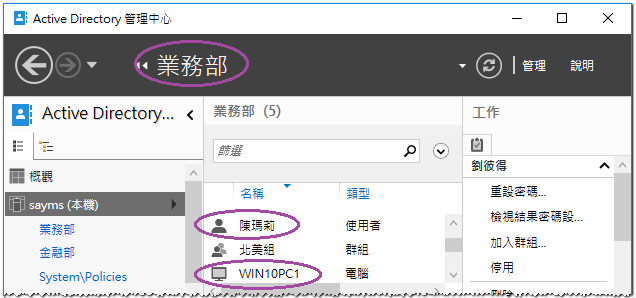 Active Directory 管理中心
業務部
管理
說明
Active Directory...
概觀
sayms (本機)
業務部
金融部
System\Policies
業務部 (5)
篩選
名稱 類型
陳瑪莉 使用者
北美組 群組
WIN10PC1 電腦
工作
劉彼得
重設密碼...
檢視結果密碼設...
加入群組...
停用